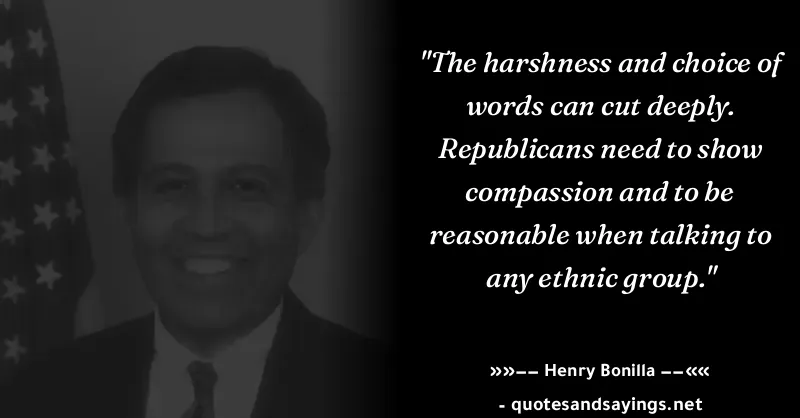 "The harshness and choice of
words can cut deeply.
Republicans need to show
compassion and to be
reasonable when talking to
any ethnic group."
»»–– Henry Bonilla ––««
- quotesandsayings.net